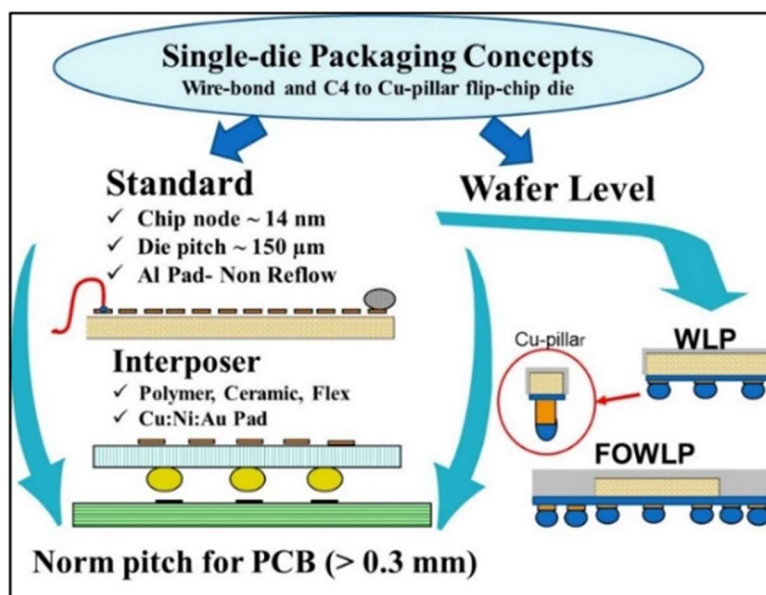 Single-die Packaging Concepts
Wire-bond and C4 to Cu-pillar flip-chip die
Standard
✓ Chip node ~ 14 nm
✓ Die pitch ~ 150 µm
✓ Al Pad- Non Reflow
Interposer
✓ Polymer, Ceramic, Flex
✓ Cu:Ni:Au Pad
Norm pitch for PCB (> 0.3 mm)
Wafer Level
Cu-pillar
WLP
FOWLP